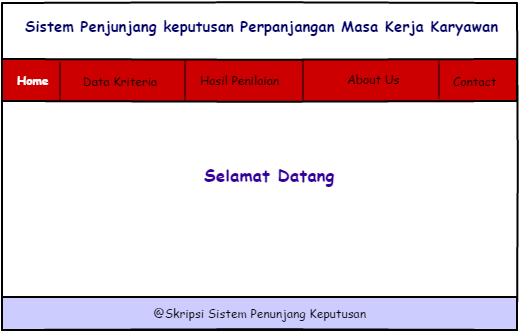 Sistem Penjunjang keputusan Perpanjangan Masa Kerja Karyawan
Home Data Kriteria Hasil Penilaian About Us Contact
Selamat Datang
@Skripsi Sistem Penunjang Keputusan